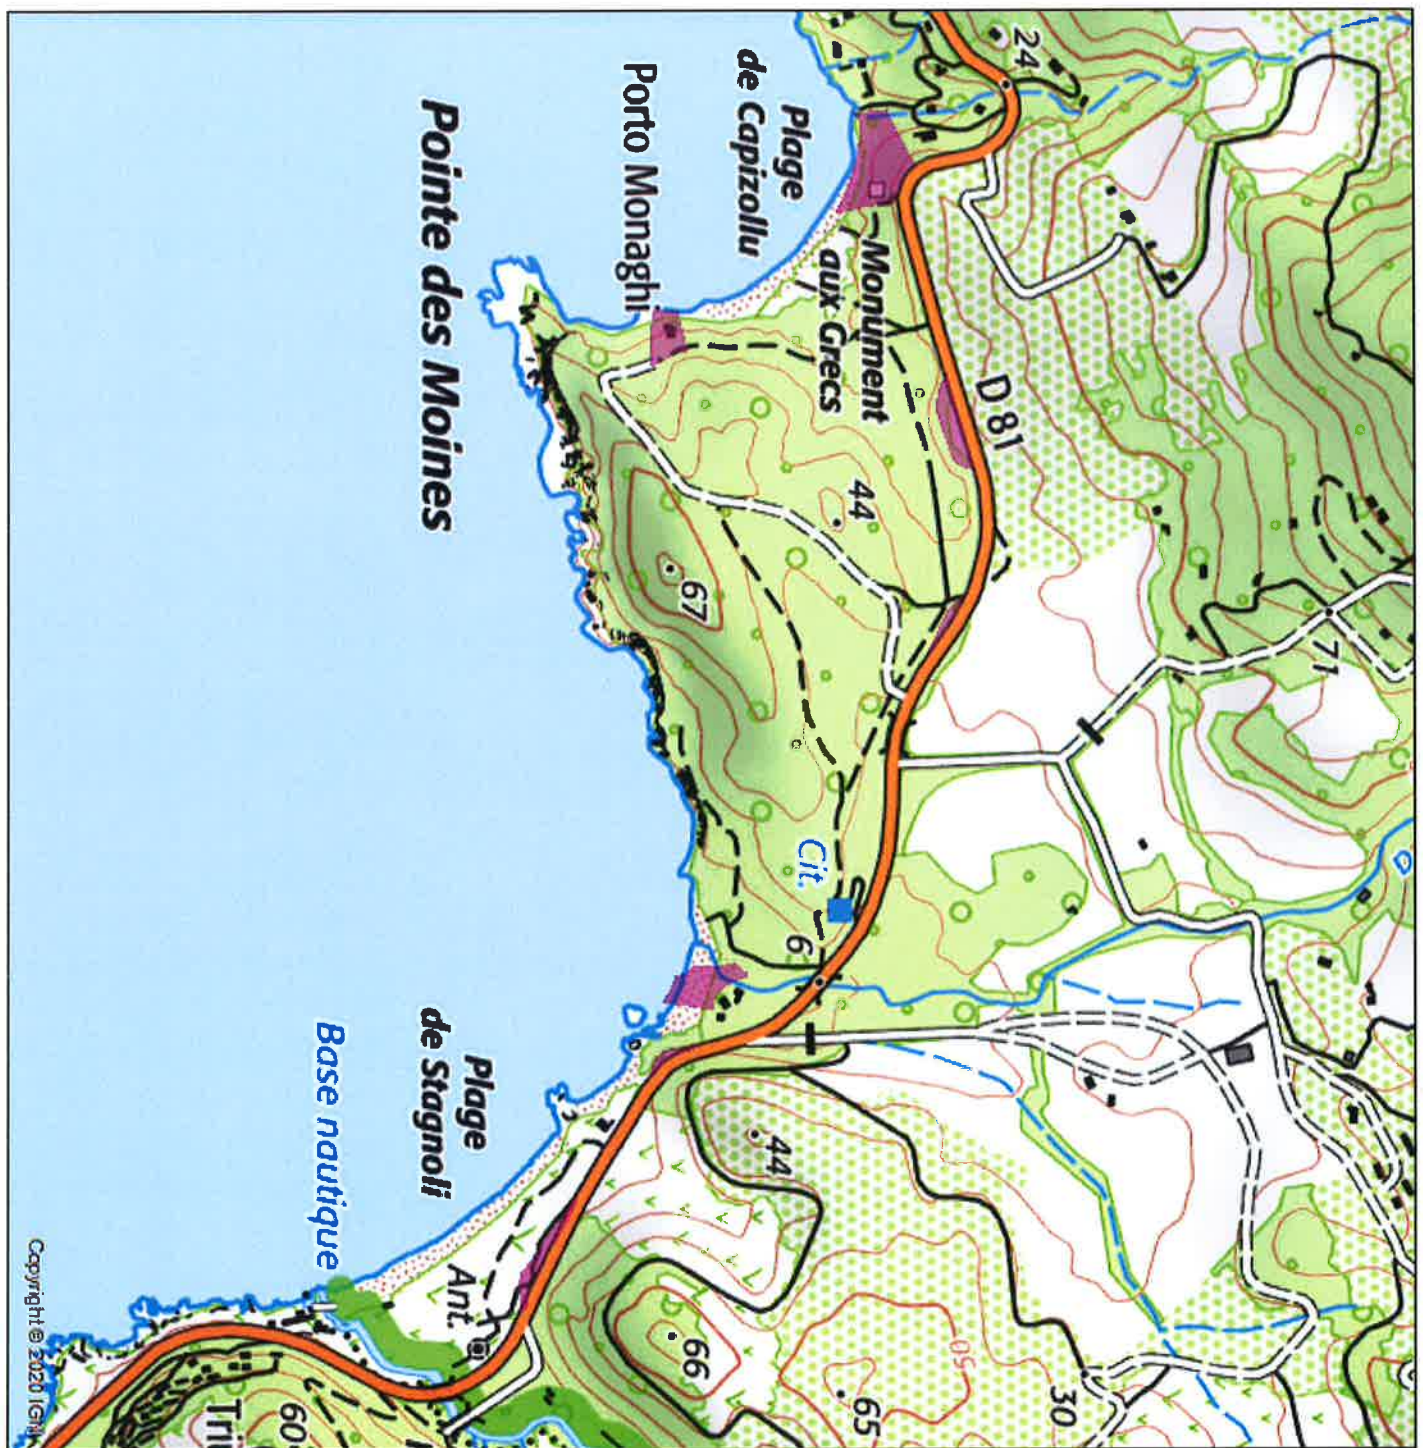 24
Plage
de Capizollu
Porto Monaghi
Pointe des Moines
Monument
aux Grecs
D 81
44
67
71
Cit.
6
Plage
de Stagnoli
Base nautique
Ant.
44
66
65
50
30
60
Copyright © 2020 IGN